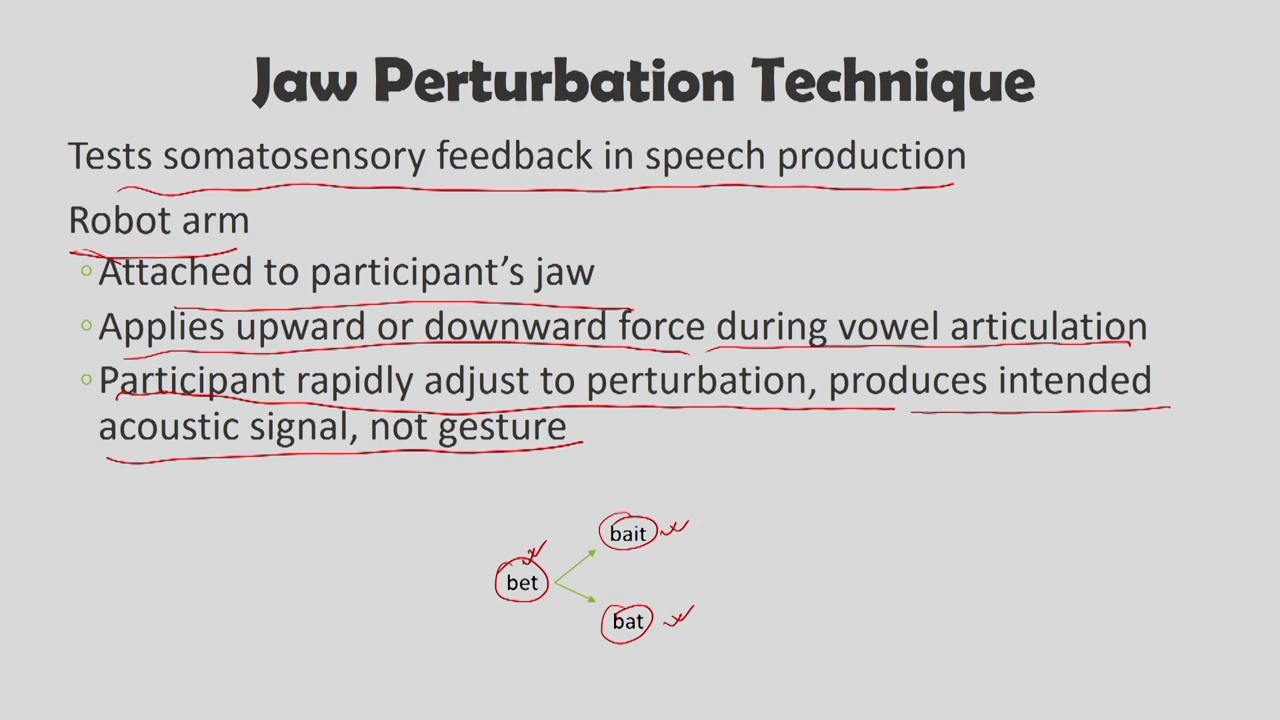 Jaw Perturbation Technique
Tests somatosensory feedback in speech production
Robot arm
Attached to participant's jaw
Applies upward or downward force during vowel articulation
Participant rapidly adjust to perturbation, produces intended
acoustic signal, not gesture
bait
bet
bat